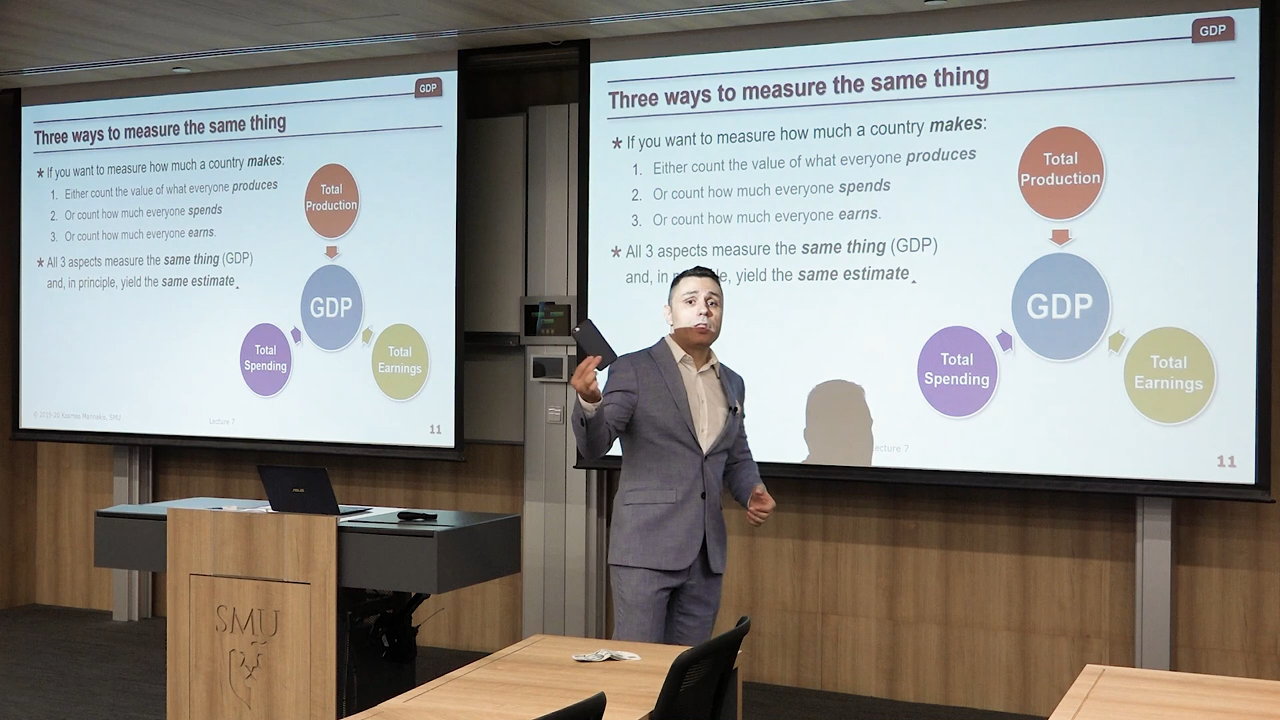 GDP
Three ways to measure the same thing
* If you want to measure how much a country makes:
1. Either count the value of what everyone produces
2. Or count how much everyone spends
3. Or count how much everyone earns.
* All 3 aspects measure the same thing (GDP)
and, in principle, yield the same estimate.
Total
Production
GDP
Total
Spending
Total
Earnings
Lecture 7
11
GDP
Three ways to measure the same thing
* If you want to measure how much a country makes:
1. Either count the value of what everyone produces
2. Or count how much everyone spends
3. Or count how much everyone earns.
* All 3 aspects measure the same thing (GDP)
and, in le, yield the same estimate.
Total
Production
GDP
Total
Spending
Total
Earnings
ecture 7
11
SMU